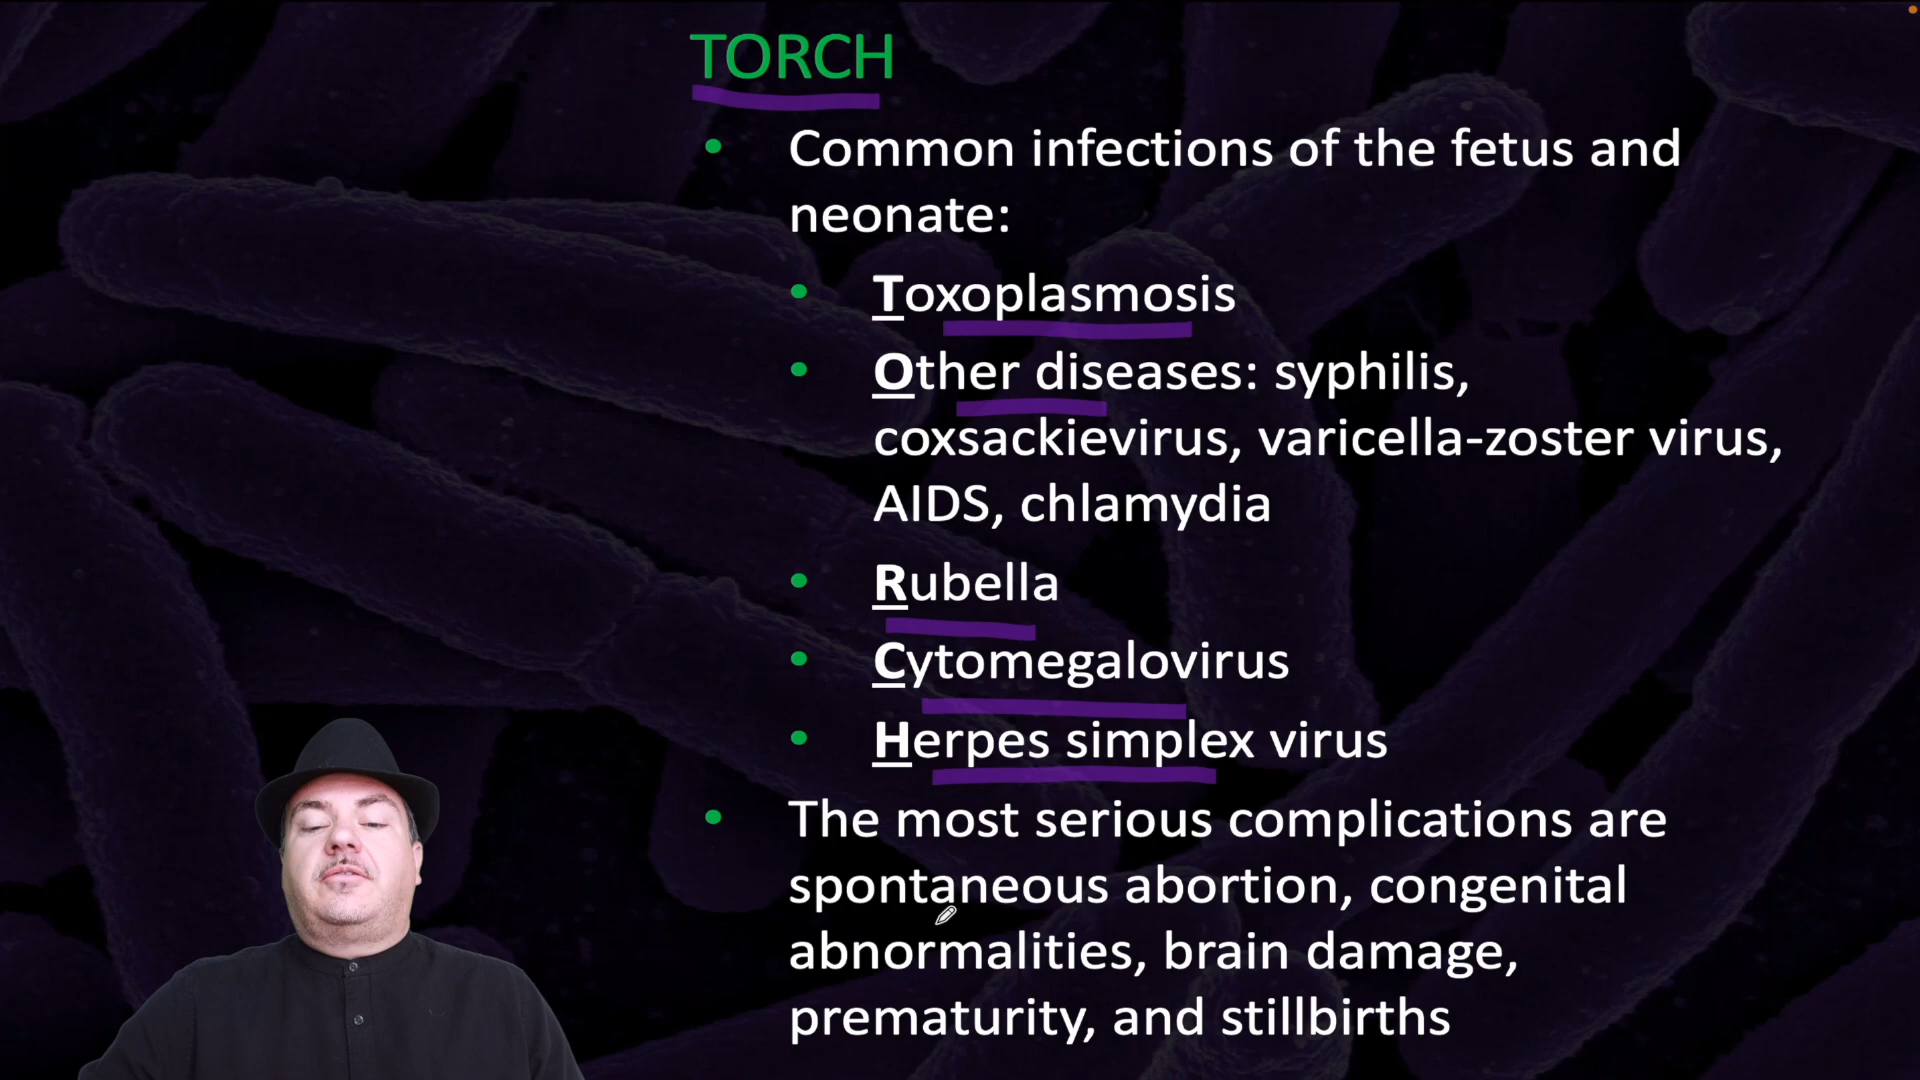 TORCH
• Common infections of the fetus and
neonate:
• Toxoplasmosis
• Other diseases: syphilis,
coxsackievirus, varicella-zoster virus,
AIDS, chlamydia
• Rubella
• Cytomegalovirus
• Herpes simplex virus
• The most serious complications are
spontaneous abortion, congenital
abnormalities, brain damage,
prematurity, and stillbirths